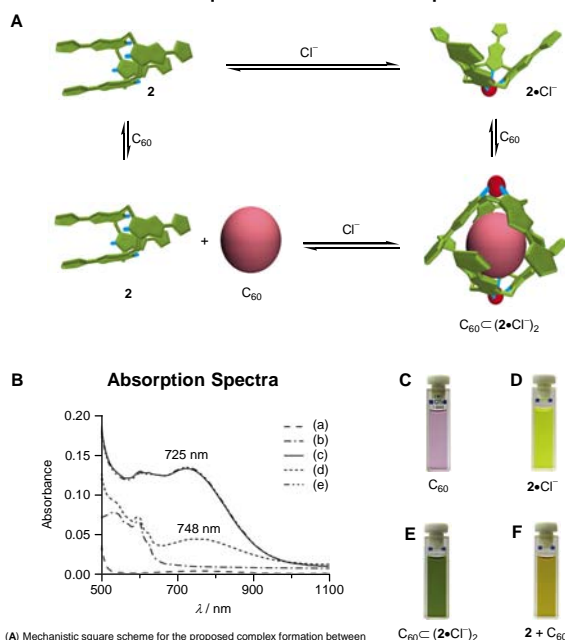 A
Cl⁻
2
2•Cl⁻
C₆₀
C₆₀
2
+
C₆₀
Cl⁻
C₆₀⊂(2•Cl⁻)₂
B
Absorption Spectra
Absorbance
0.20
0.15
0.10
0.05
0.00
500
700
900
1100
λ / nm
725 nm
748 nm
(a)
(b)
(c)
(d)
(e)
C
C₆₀
D
2•Cl⁻
E
C₆₀⊂(2•Cl⁻)₂
F
2 + C₆₀
(A) Mechanistic square scheme for the proposed complex formation between